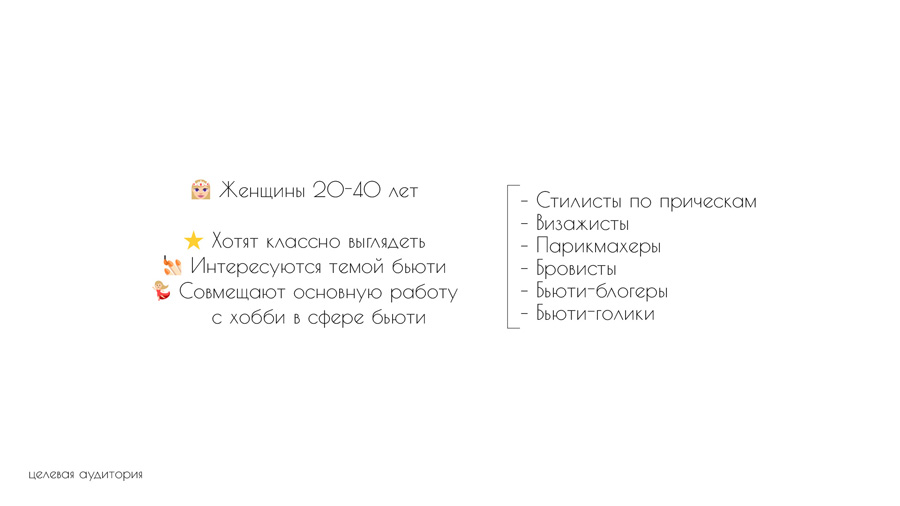 Женщины 20-40 лет
Хотят классно выглядеть
Интересуются темой бьюти
Совмещают основную работу
с хобби в сфере бьюти
- Стилисты по прическам
- Визажисты
- Парикмахеры
- Бровисты
- Бьюти-блогеры
- Бьюти-голики
целевая аудитория